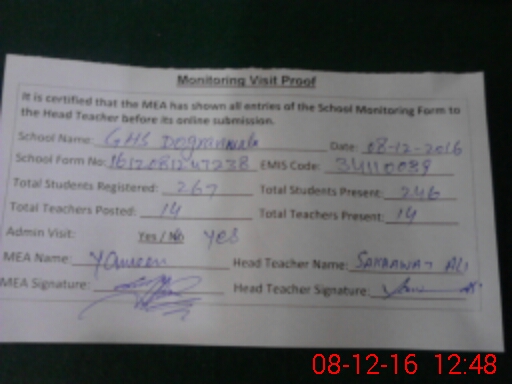 Monitoring Visit Proof
It is certified that the MEA has shown all entries of the School Monitoring Form to
the Head Teacher before its online submission.
School Name: GHS Dogranwala Date: 08-12-2016
School Form No: 161208124723B EMIS Code: 34110089
Total Students Registered: 267 Total Students Present: 246
Total Teachers Posted: 14 Total Teachers Present: 14
Admin Visit: Yes / No Yes
MEA Name: Yameen Head Teacher Name: SAKHAWAT ALI
MEA Signature: Head Teacher Signature:
08-12-16 12:48